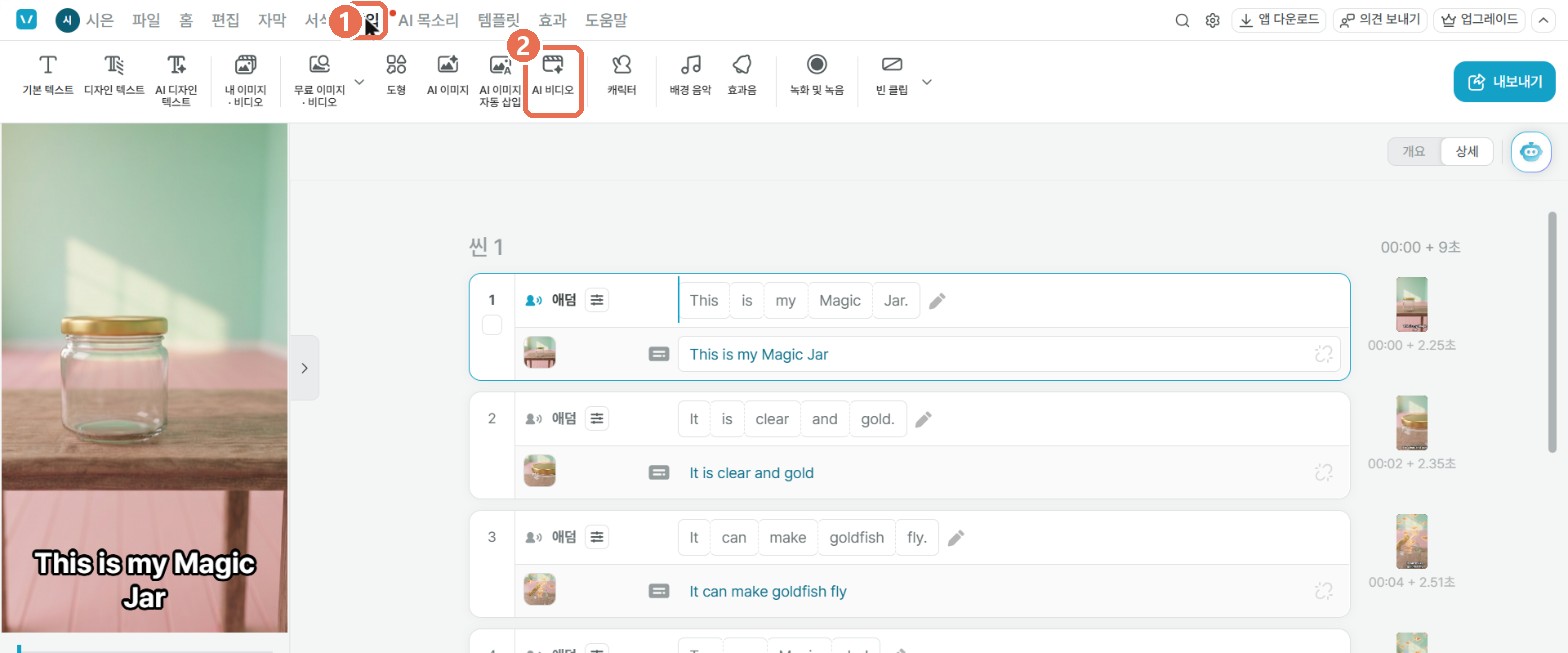 시 시은 파일 홈 편집 자막 AI 목소리 템플릿 효과 도움말 앱 다운로드 의견 보내기 업그레이드
1
2
기본 텍스트 디자인 텍스트 AI 디자인 텍스트 내 이미지 · 비디오 무료 이미지 · 비디오 도형 AI 이미지 AI 이미지 자동 삽입 AI 비디오 캐릭터 배경 음악 효과음 녹화 및 녹음 빈 클립 내보내기
개요 상세
씬 1 00:00 + 9초
1 애덤 This is my Magic Jar.
This is my Magic Jar
00:00 + 2.25초
2 애덤 It is clear and gold.
It is clear and gold
00:02 + 2.35초
3 애덤 It can make goldfish fly.
It can make goldfish fly
00:04 + 2.51초
This is my Magic
Jar